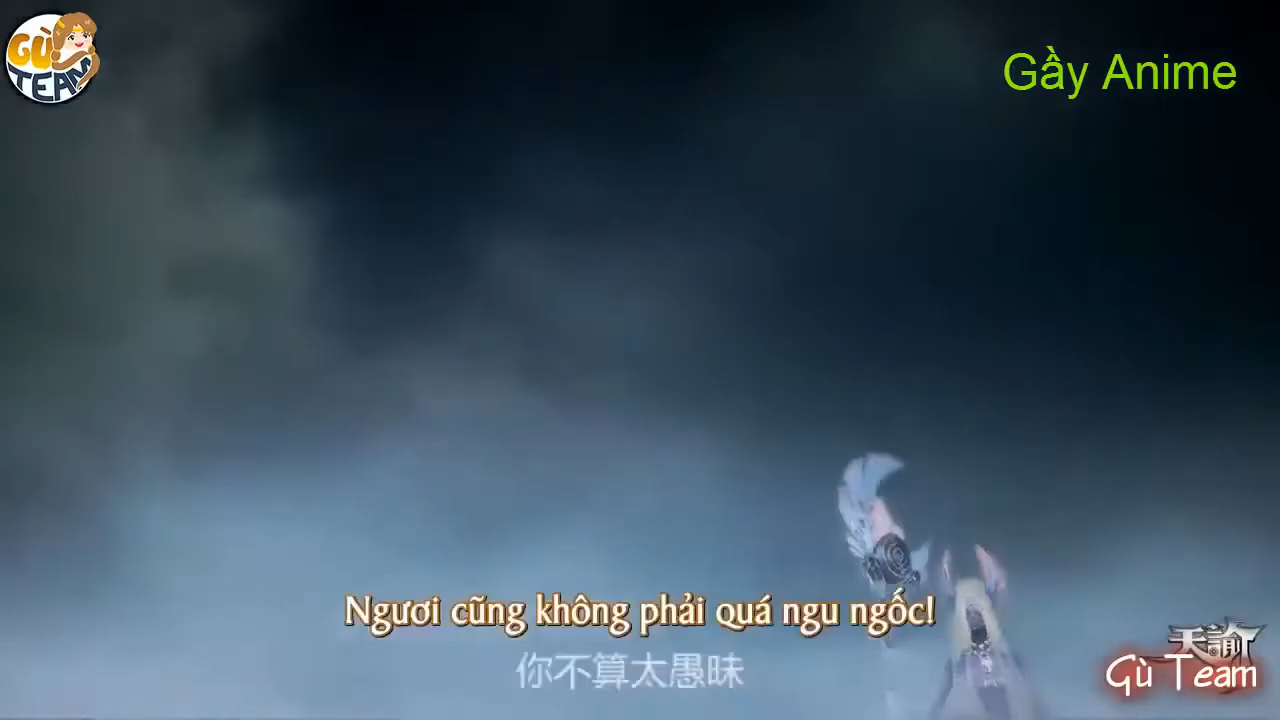 GÙ
TEAM
Gầy Anime
Ngươi cũng không phải quá ngu ngốc!
你不算太愚昧
天諭
Gù Team